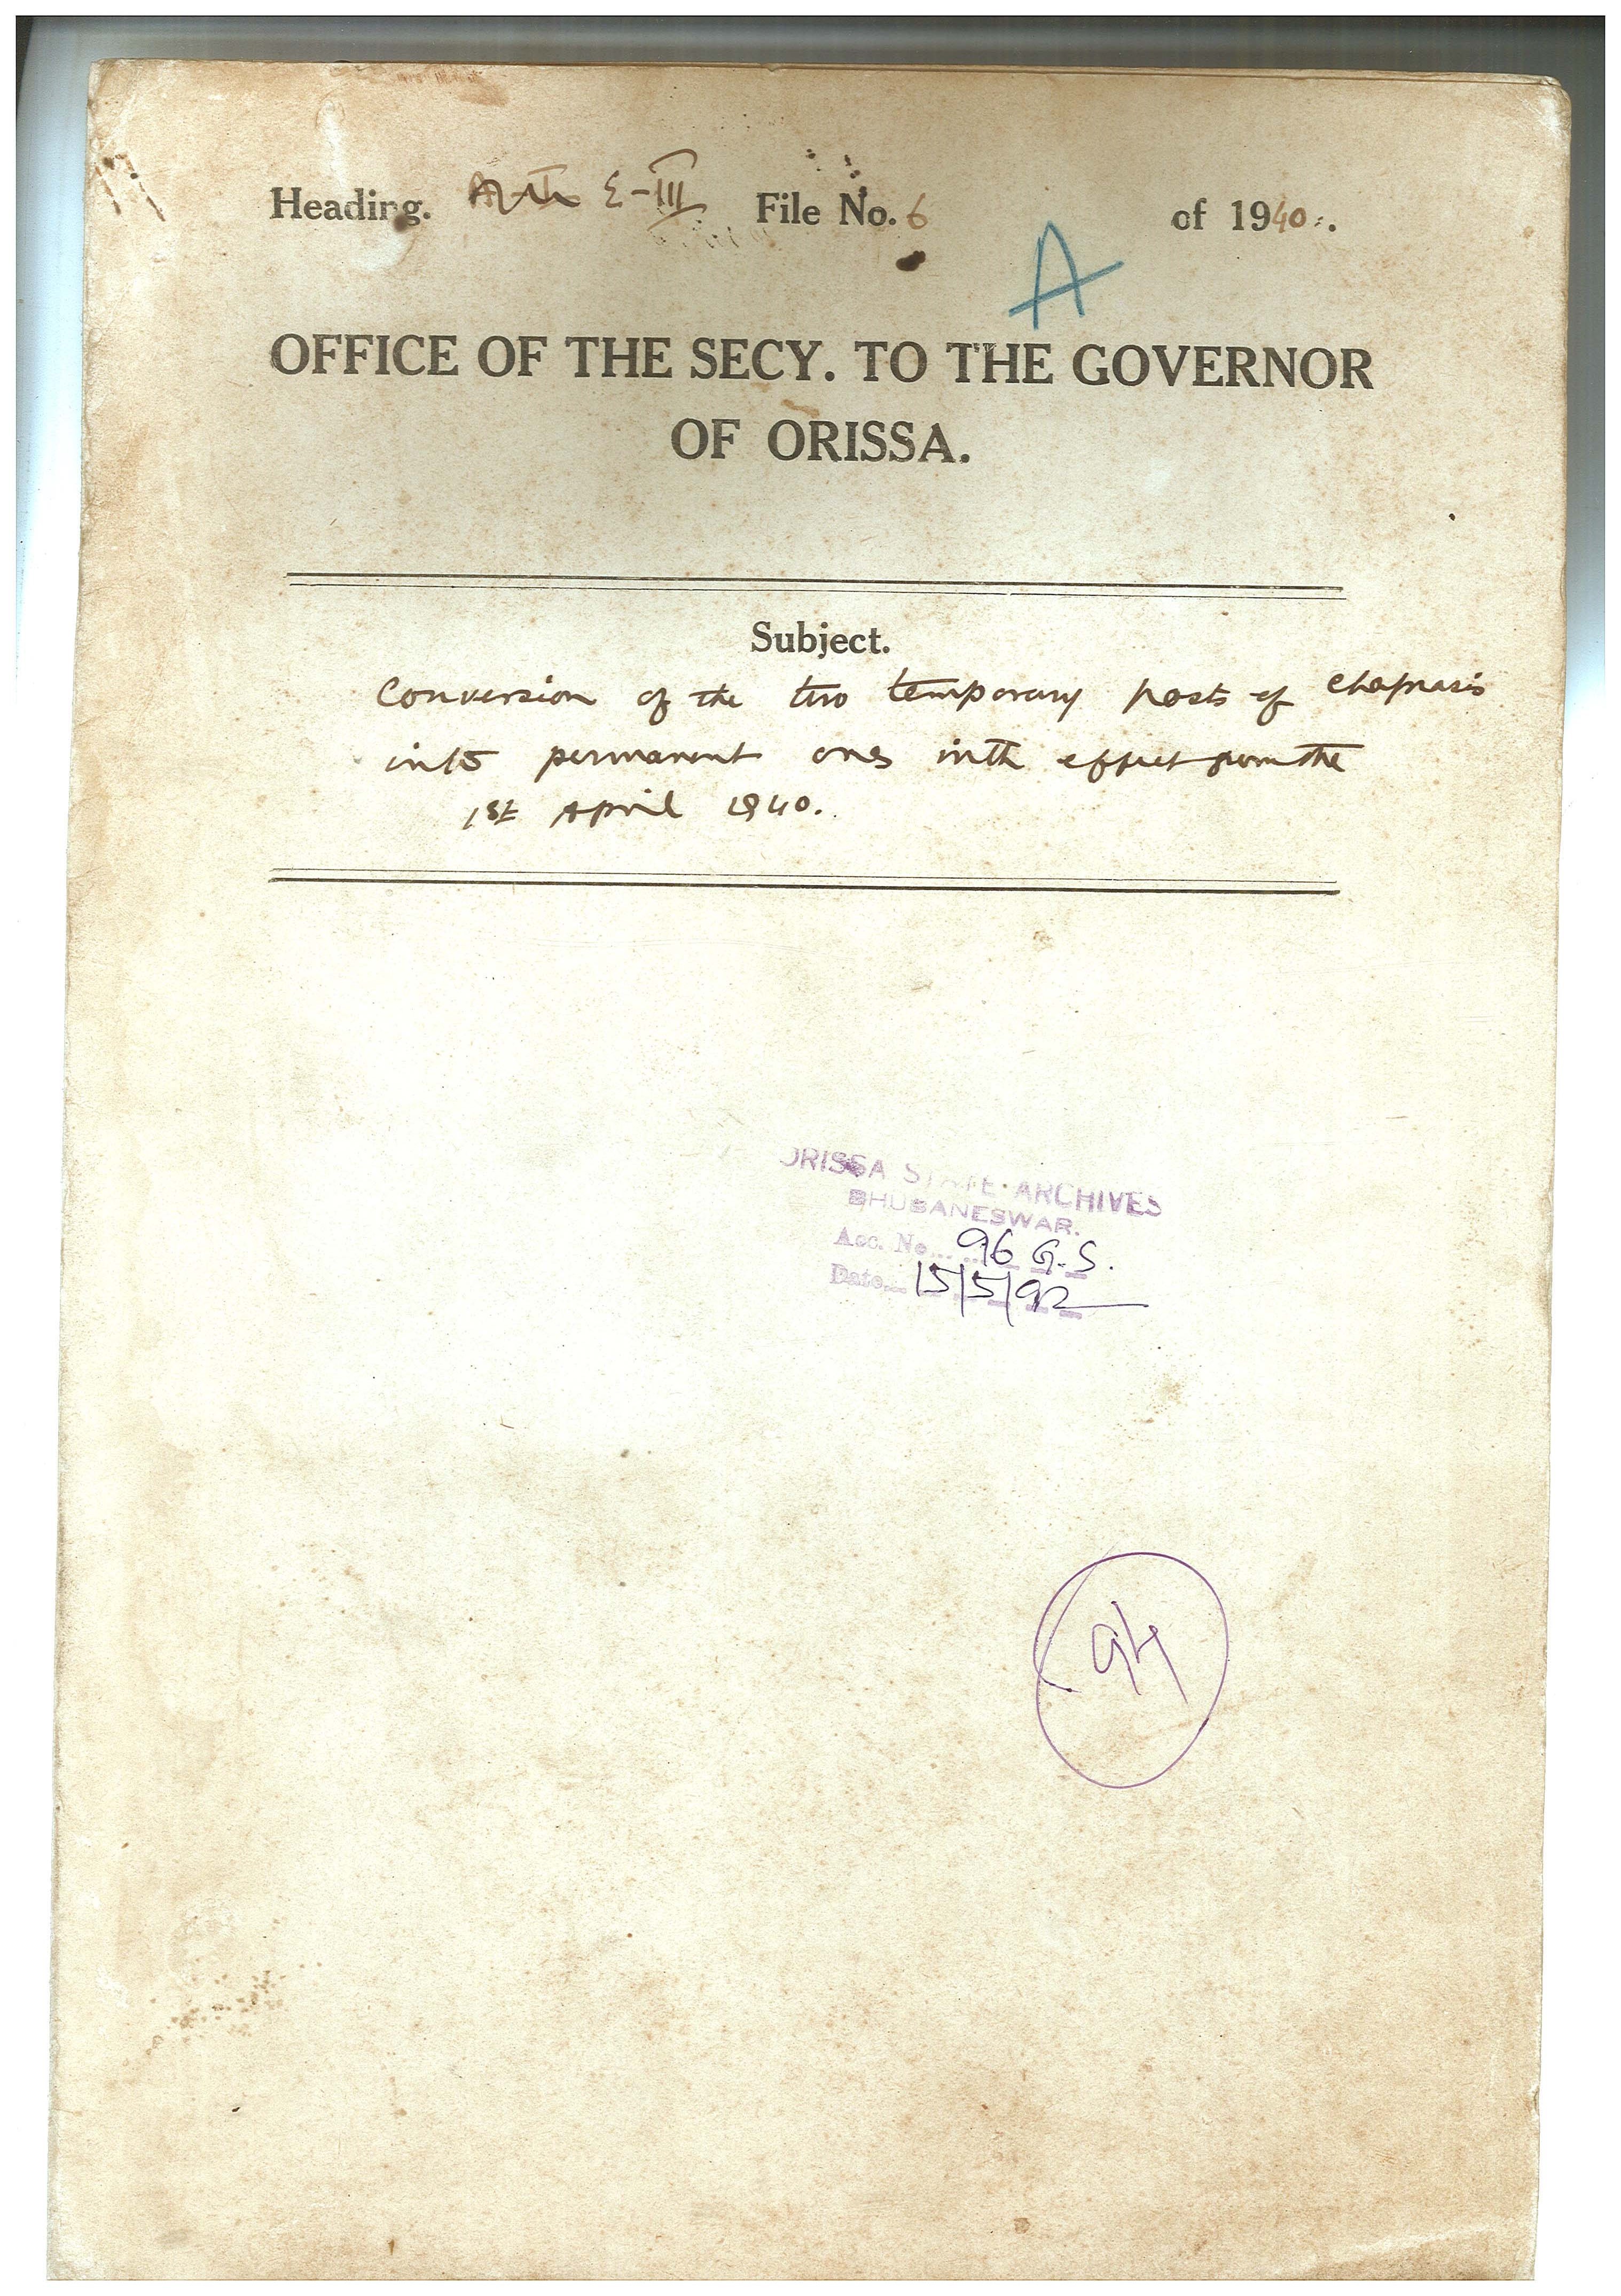 Heading. E-III File No. 6 of 1940.
A
OFFICE OF THE SECY. TO THE GOVERNOR
OF ORISSA.
Subject.
Conversion of the two temporary posts of chaprasis
into permanent ones with effect from the
1st April 1940.
ORISSA STATE ARCHIVES
BHUBANESWAR.
Acc. No... 96 G.S.
Date... 15/5/92